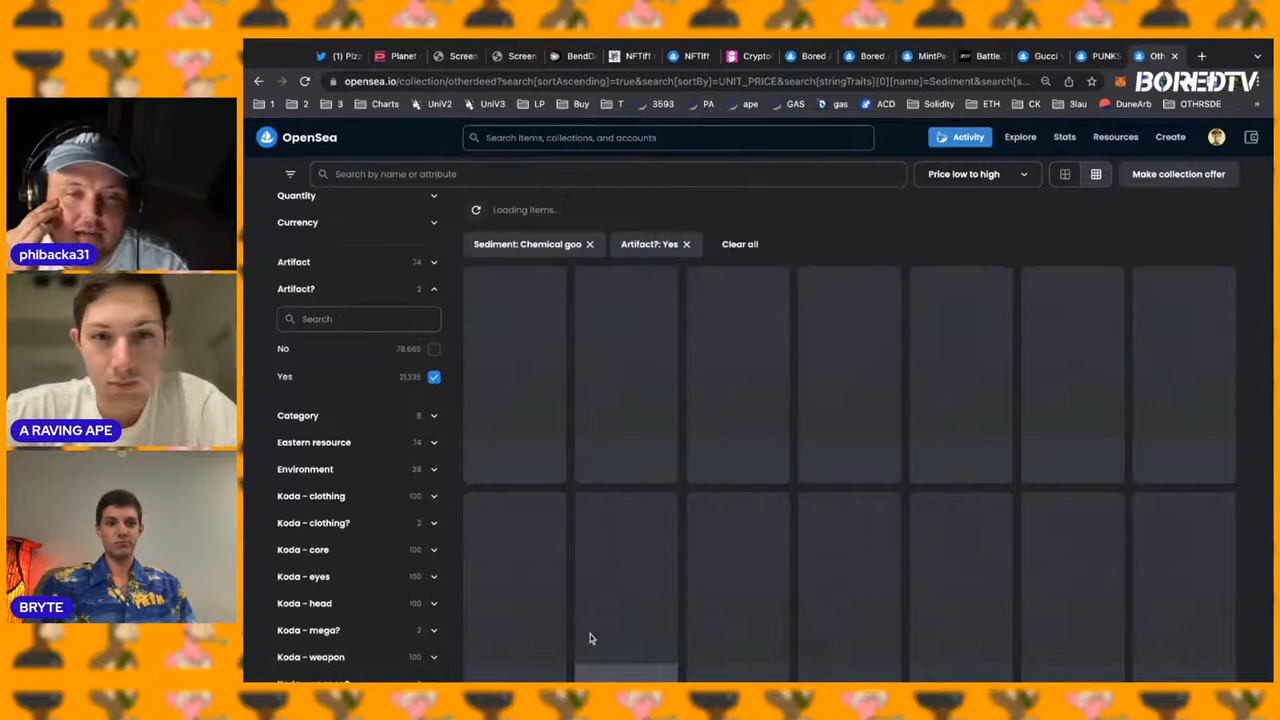 (1) Pizz
Planet
Screen
Screen
BendD
NFTiff
NFTiff
Crypto
Bored
Bored
MintPa
Battle.
Gucci
PUNKS
Oth
opensea.io/collection/otherdeed?search[sortAscending]=true&search[sortBy]=UNIT_PRICE&search[stringTraits][0][name]=Sediment&search[s...
BOREDTV
1
2
3
Charts
UniV2
UniV3
LP
Buy
T
3593
PA
ape
GAS
gas
ACD
Solidity
ETH
CK
3lau
DuneArb
OTHRSDE
»
OpenSea
Search items, collections, and accounts
Activity
Explore
Stats
Resources
Create
Search by name or attribute
Price low to high
Make collection offer
Quantity
Currency
Loading items...
Sediment: Chemical goo
Artifact?: Yes
Clear all
Artifact 74
Artifact? 2
Search
No 78,665
Yes 21,335
Category 8
Eastern resource 74
Environment 29
Koda - clothing 100
Koda - clothing? 2
Koda - core 100
Koda - eyes 100
Koda - head 100
Koda - mega? 2
Koda - weapon 100
phibacka31
A RAVING APE
BRYTE